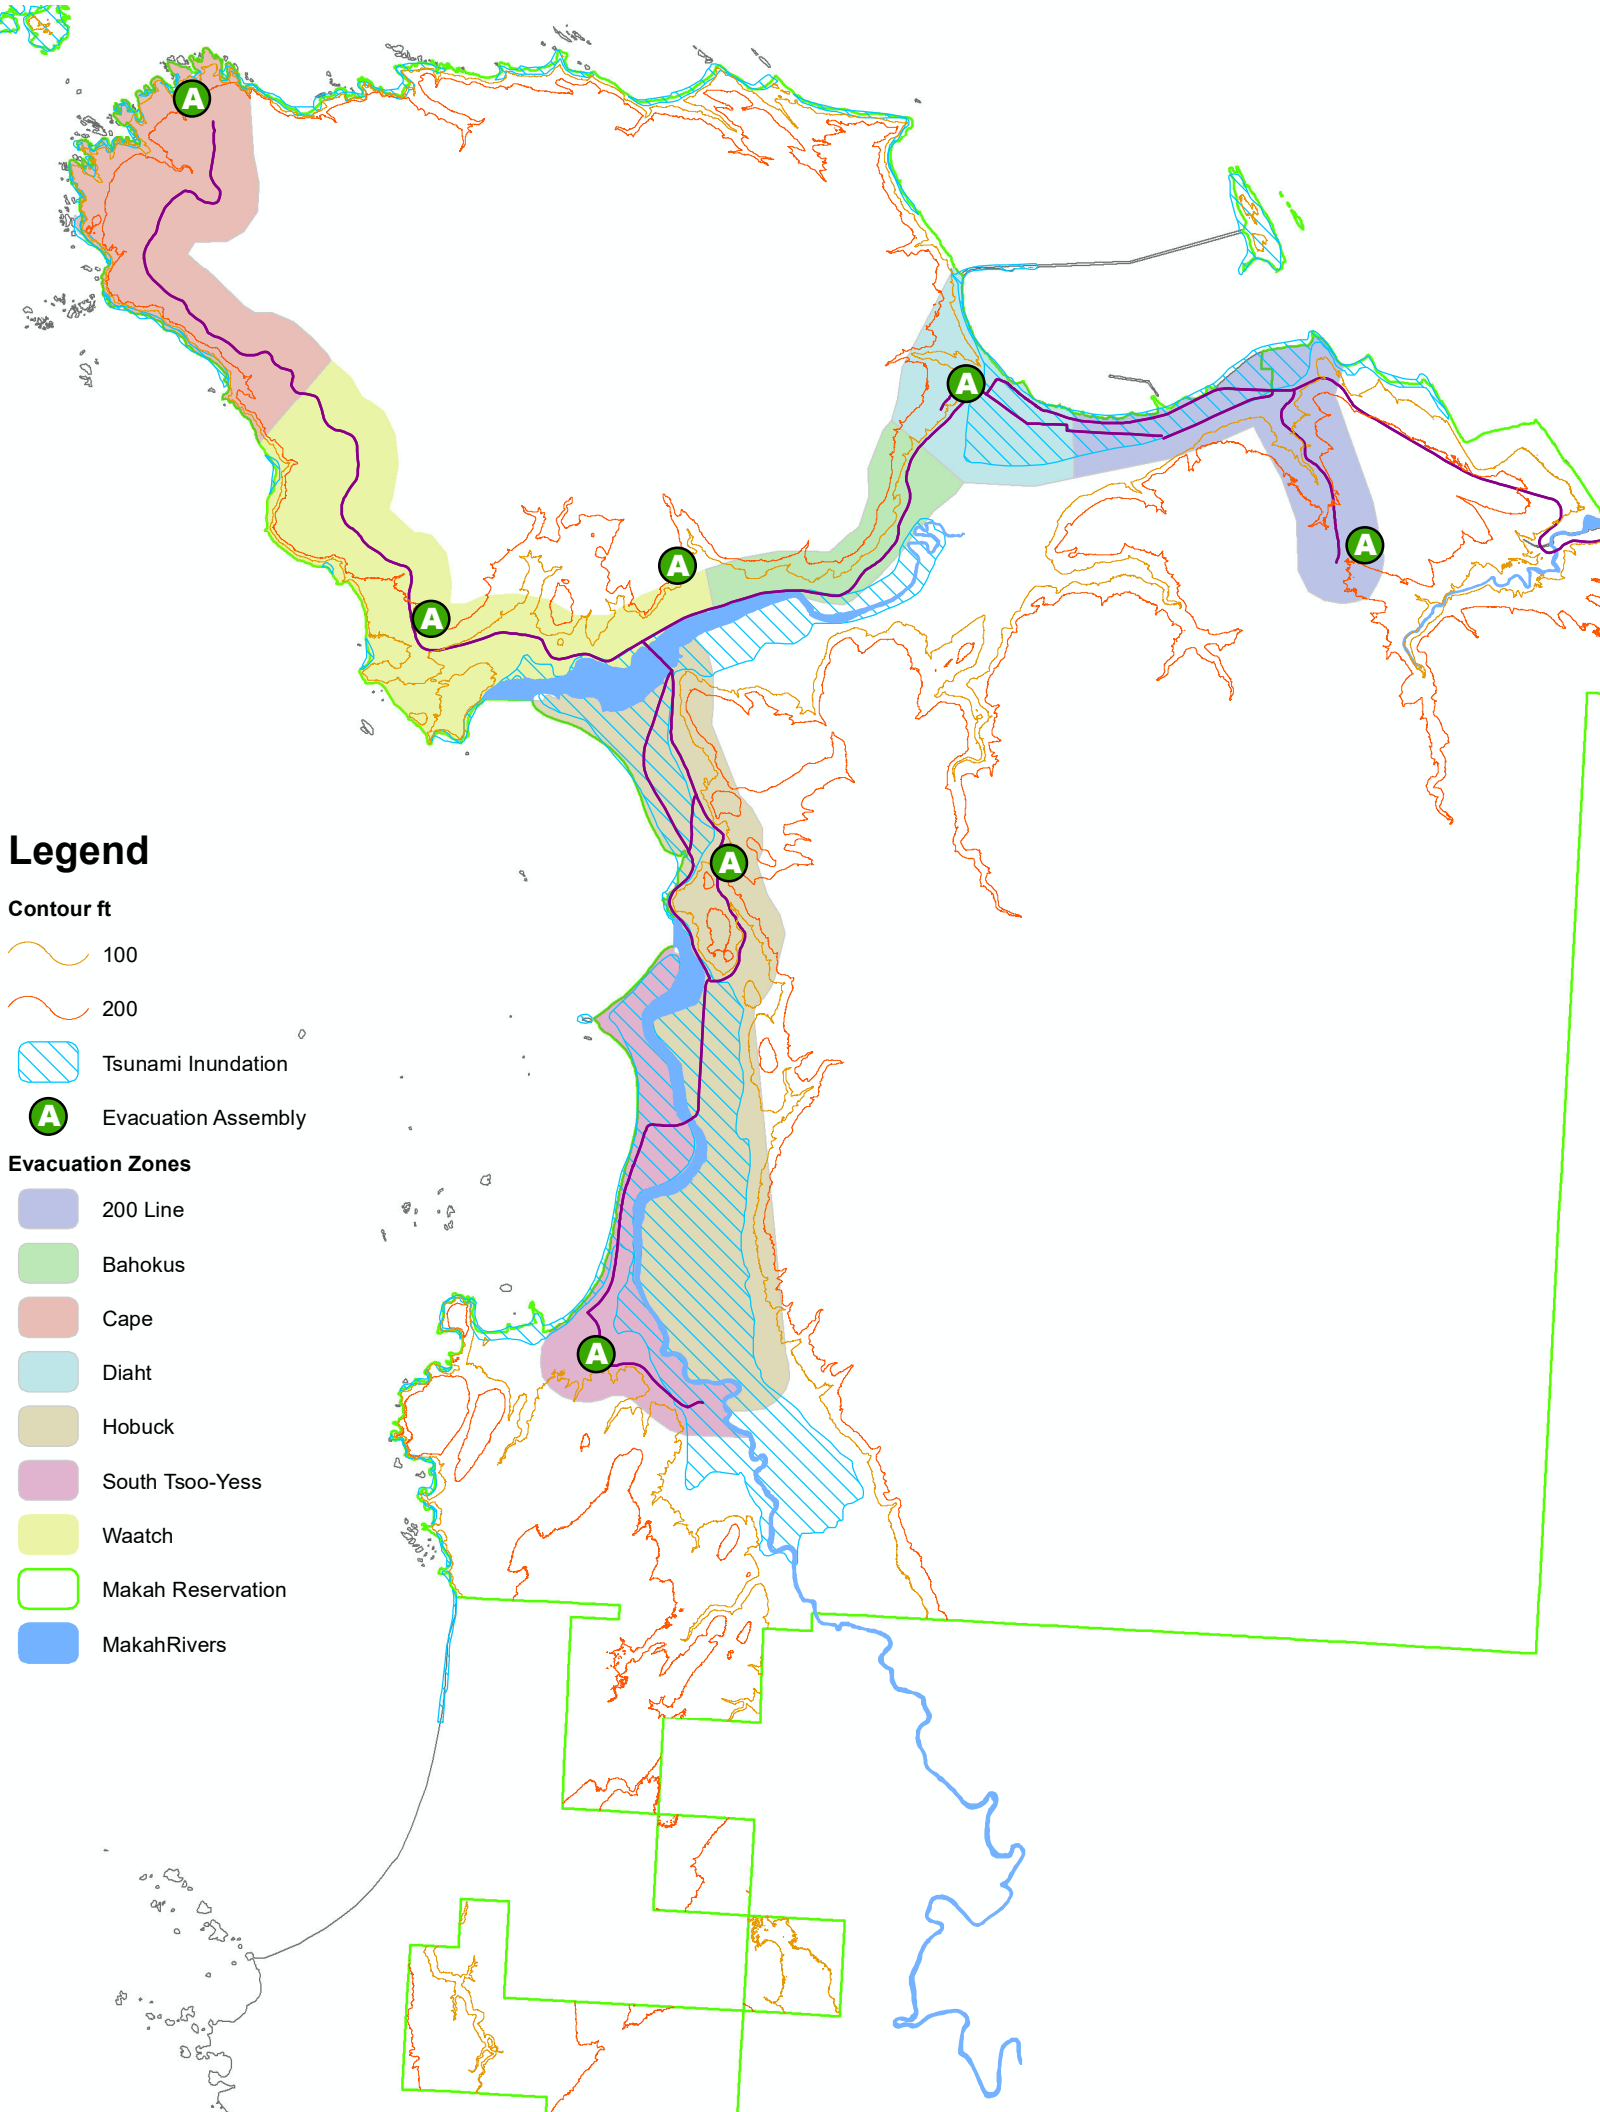 A
A
A
A
A
A
A
A
Legend
Contour ft
100
200
Tsunami Inundation
A
Evacuation Assembly
Evacuation Zones
200 Line
Bahokus
Cape
Diaht
Hobuck
South Tsoo-Yess
Waatch
Makah Reservation
MakahRivers